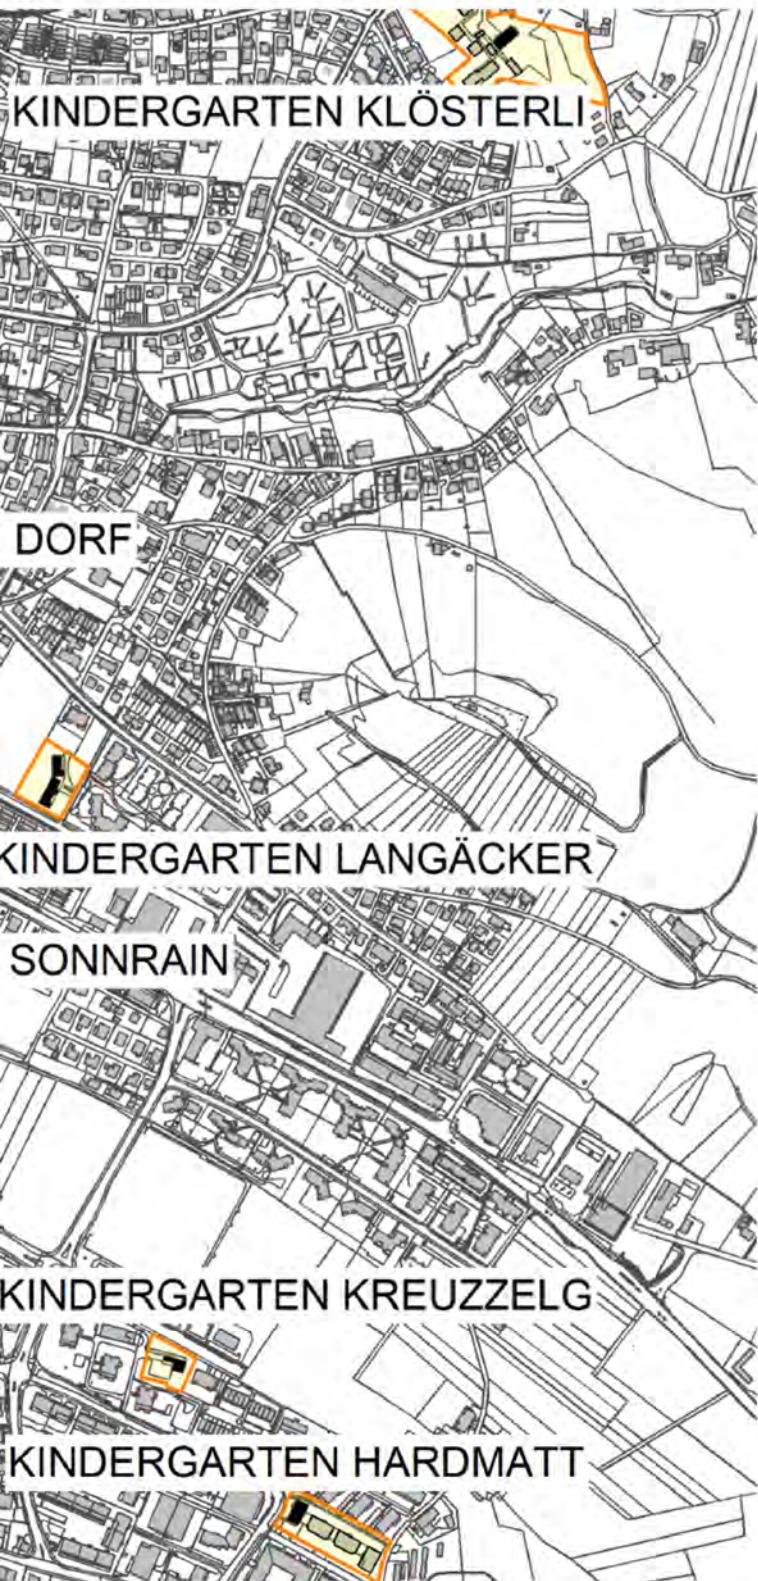 KINDERGARTEN KLÖSTERLI
DORF
KINDERGARTEN LANGÄCKER
SONNRAIN
KINDERGARTEN KREUZZELG
KINDERGARTEN HARDMATT